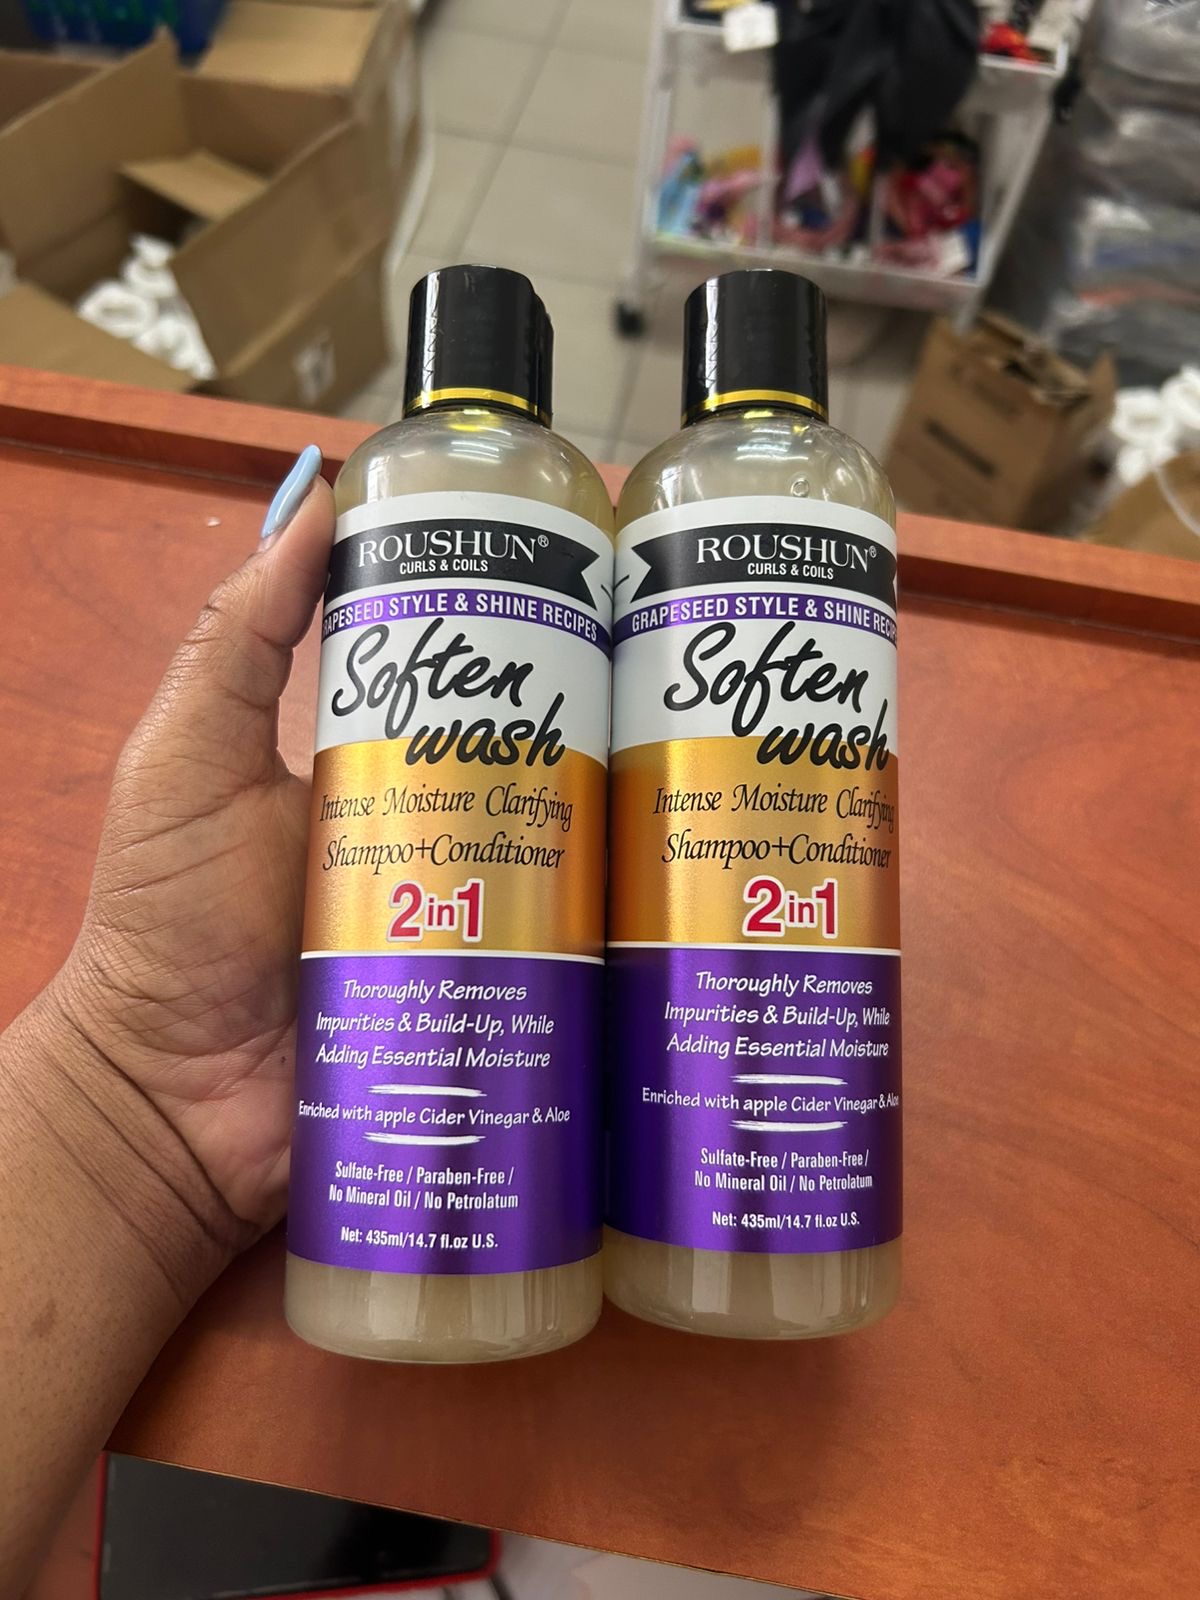 ROUSHUN®
CURLS & COILS
RAPESEED STYLE & SHINE RECIPES
Soften
wash
Intense Moisture Clarifying
Shampoo+Conditioner
2in1
Thoroughly Removes
Impurities & Build-Up, While
Adding Essential Moisture
Enriched with apple Cider Vinegar & Aloe
Sulfate-Free / Paraben-Free /
No Mineral Oil / No Petrolatum
Net: 435ml/14.7 fl.oz U.S.
ROUSHUN®
CURLS & COILS
GRAPESEED STYLE & SHINE RECIPE
Soften
wash
Intense Moisture Clarifying
Shampoo+Conditioner
2in1
Thoroughly Removes
Impurities & Build-Up, While
Adding Essential Moisture
Enriched with apple Cider Vinegar & Aloe
Sulfate-Free / Paraben-Free /
No Mineral Oil / No Petrolatum
Net: 435ml/14.7 fl.oz U.S.